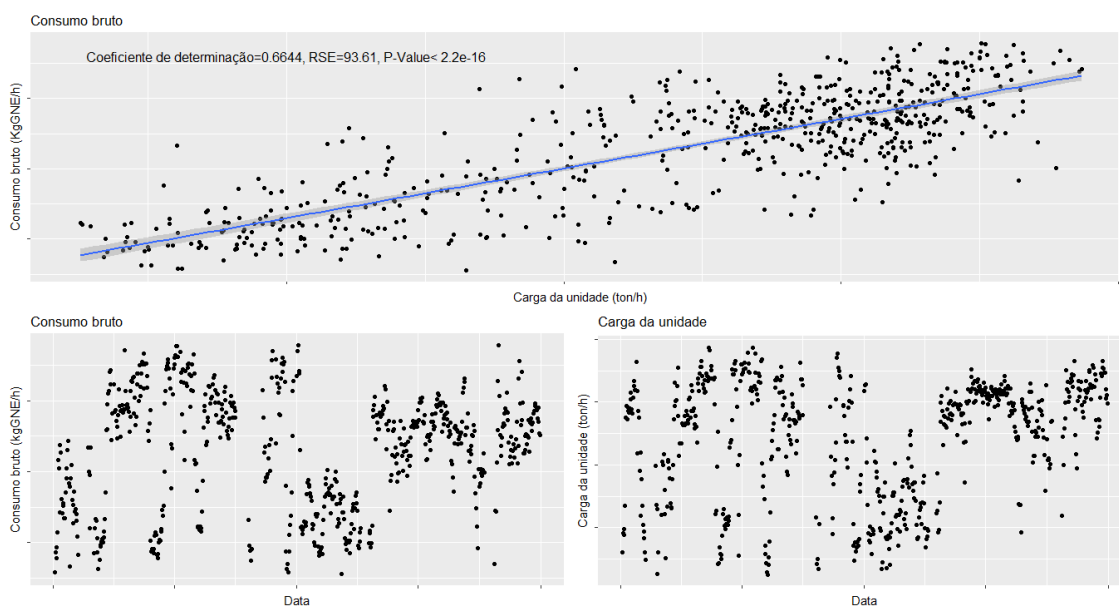 Consumo bruto
Coeficiente de determinação=0.6644, RSE=93.61, P-Value< 2.2e-16
Consumo bruto (KgGNE/h)
Carga da unidade (ton/h)
Consumo bruto
Consumo bruto (kgGNE/h)
Data
Carga da unidade
Carga da unidade (ton/h)
Data